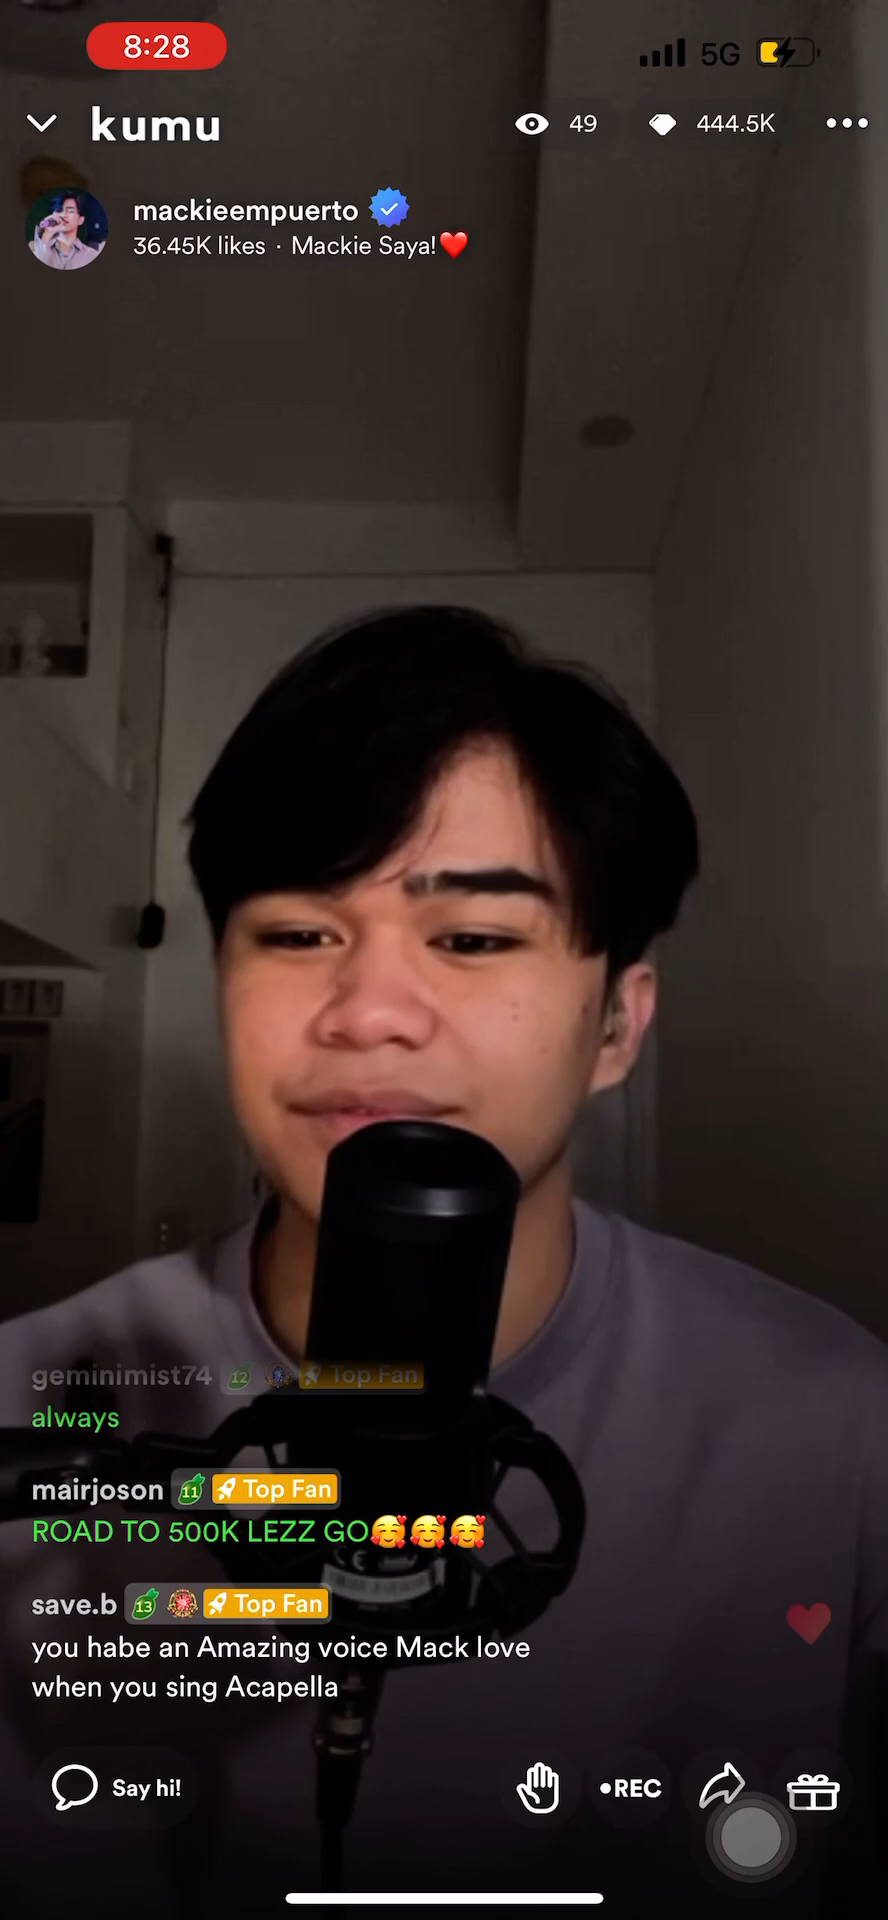 8:28
5G
kumu
49
444.5K
mackieempuerto
36.45K likes · Mackie Saya!❤️
geminimist74 12 Top Fan
always
mairjoson 11 Top Fan
ROAD TO 500K LEZZ GO🥰🥰🥰
save.b 13 Top Fan
you habe an Amazing voice Mack love
when you sing Acapella
Say hi!
•REC